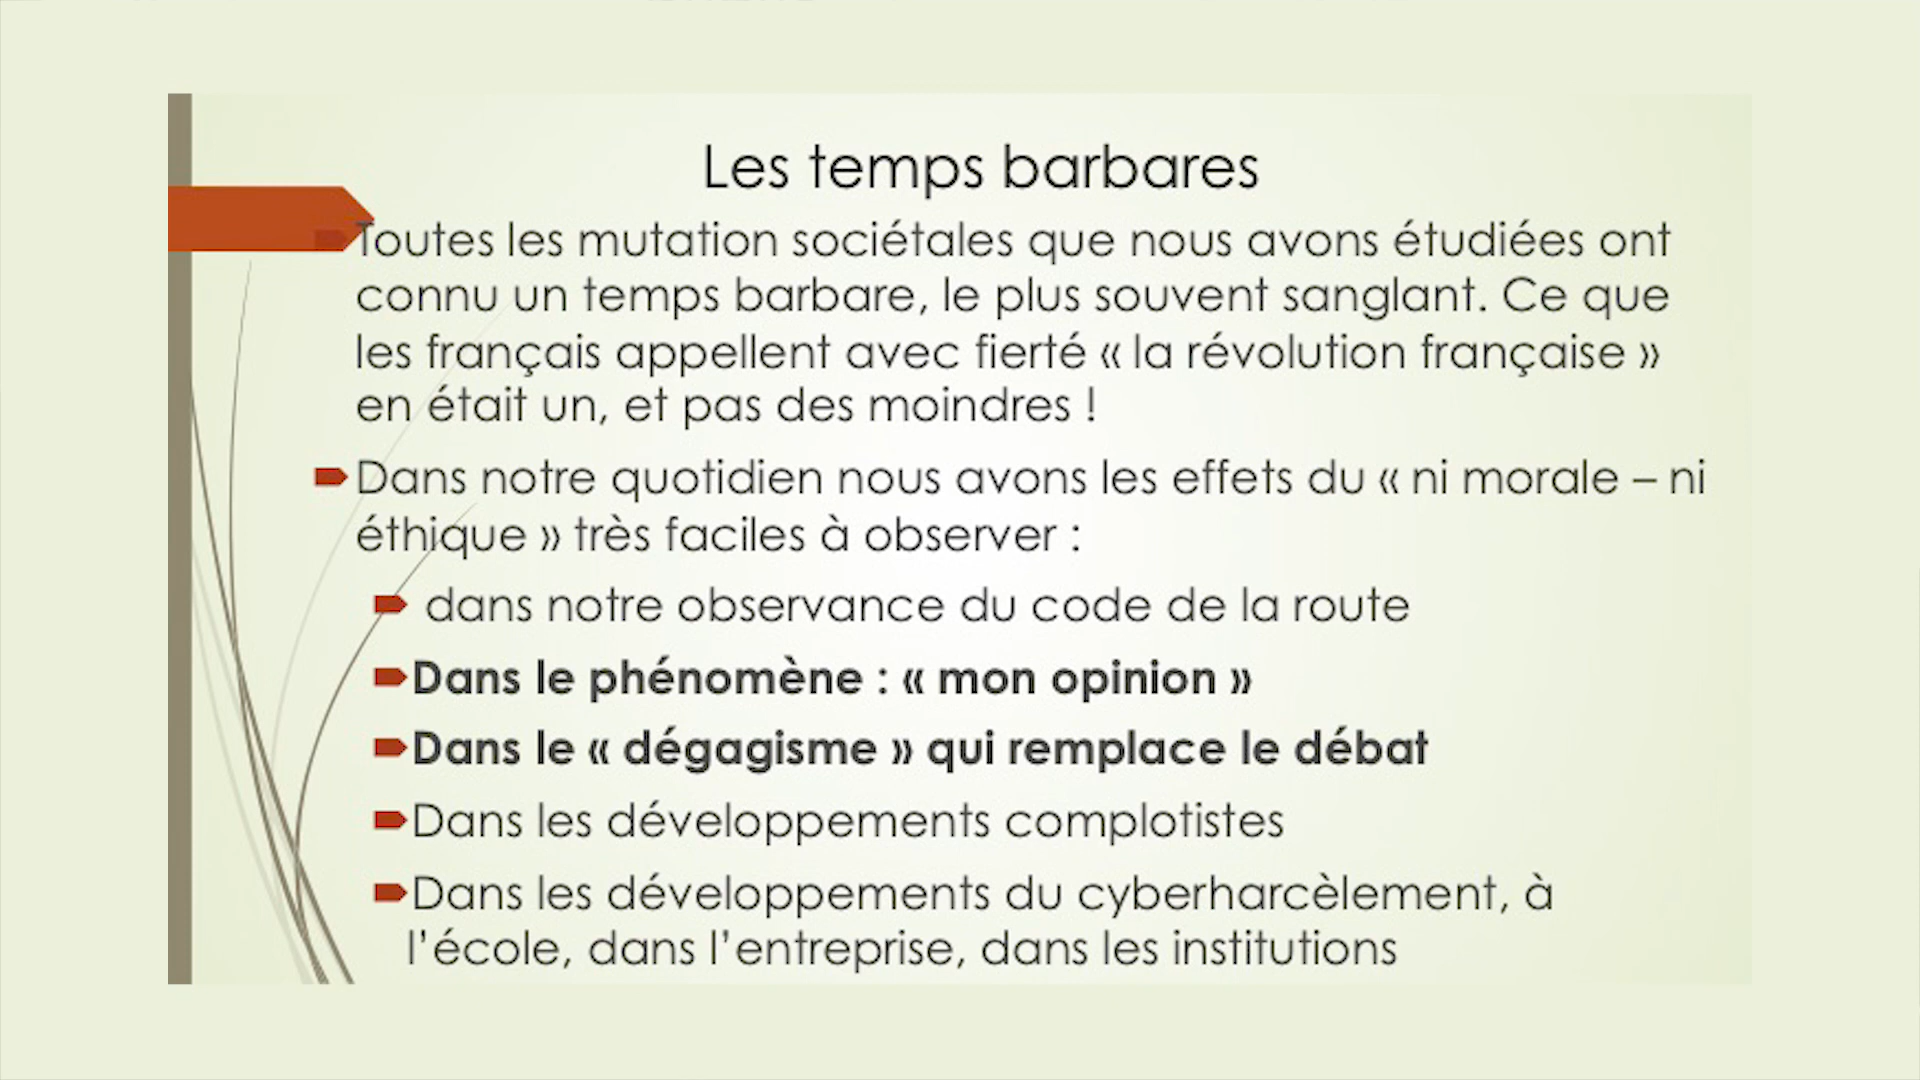 Les temps barbares
Toutes les mutation sociétales que nous avons étudiées ont
connu un temps barbare, le plus souvent sanglant. Ce que
les français appellent avec fierté « la révolution française »
en était un, et pas des moindres !
Dans notre quotidien nous avons les effets du « ni morale – ni
éthique » très faciles à observer :
dans notre observance du code de la route
Dans le phénomène : « mon opinion »
Dans le « dégagisme » qui remplace le débat
Dans les développements complotistes
Dans les développements du cyberharcèlement, à
l’école, dans l’entreprise, dans les institutions